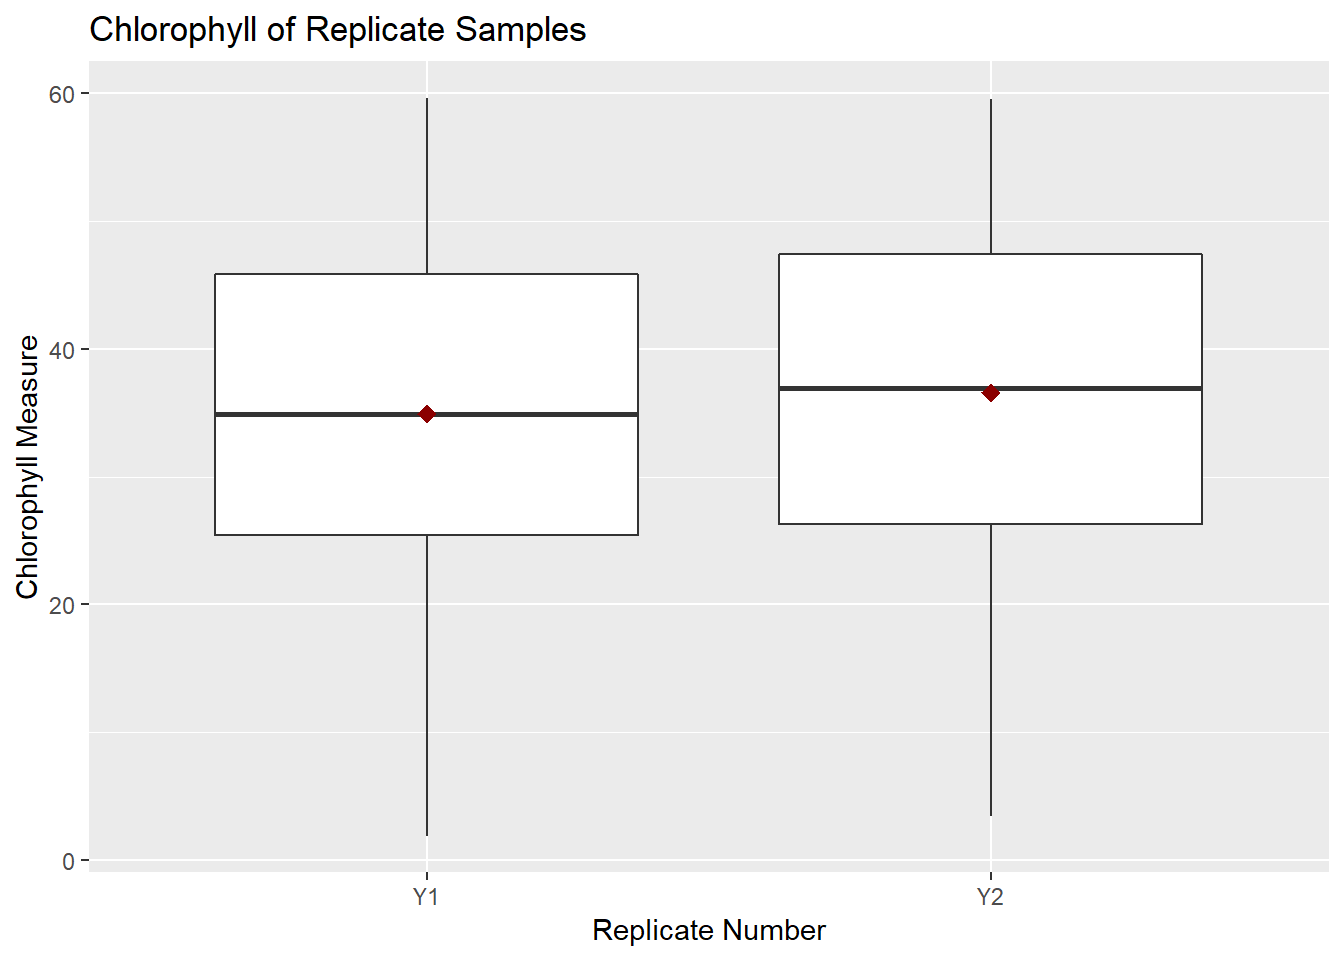 Chlorophyll of Replicate Samples
Chlorophyll Measure
60
40
20
0
Y1 Y2
Replicate Number